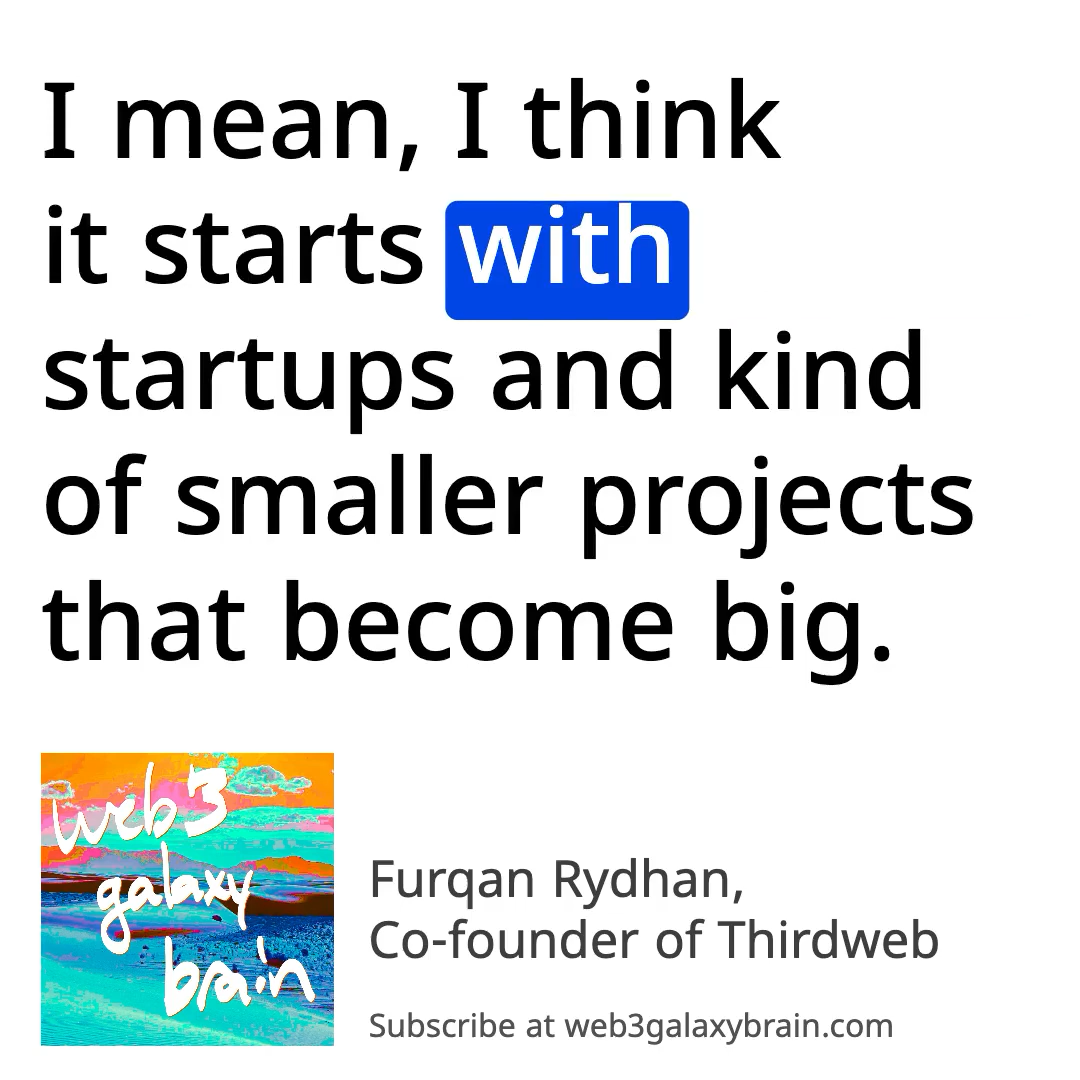 I mean, I think
it starts with
startups and kind
of smaller projects
that become big.
web3
galaxy
brain
Furqan Rydhan,
Co-founder of Thirdweb
Subscribe at web3galaxybrain.com